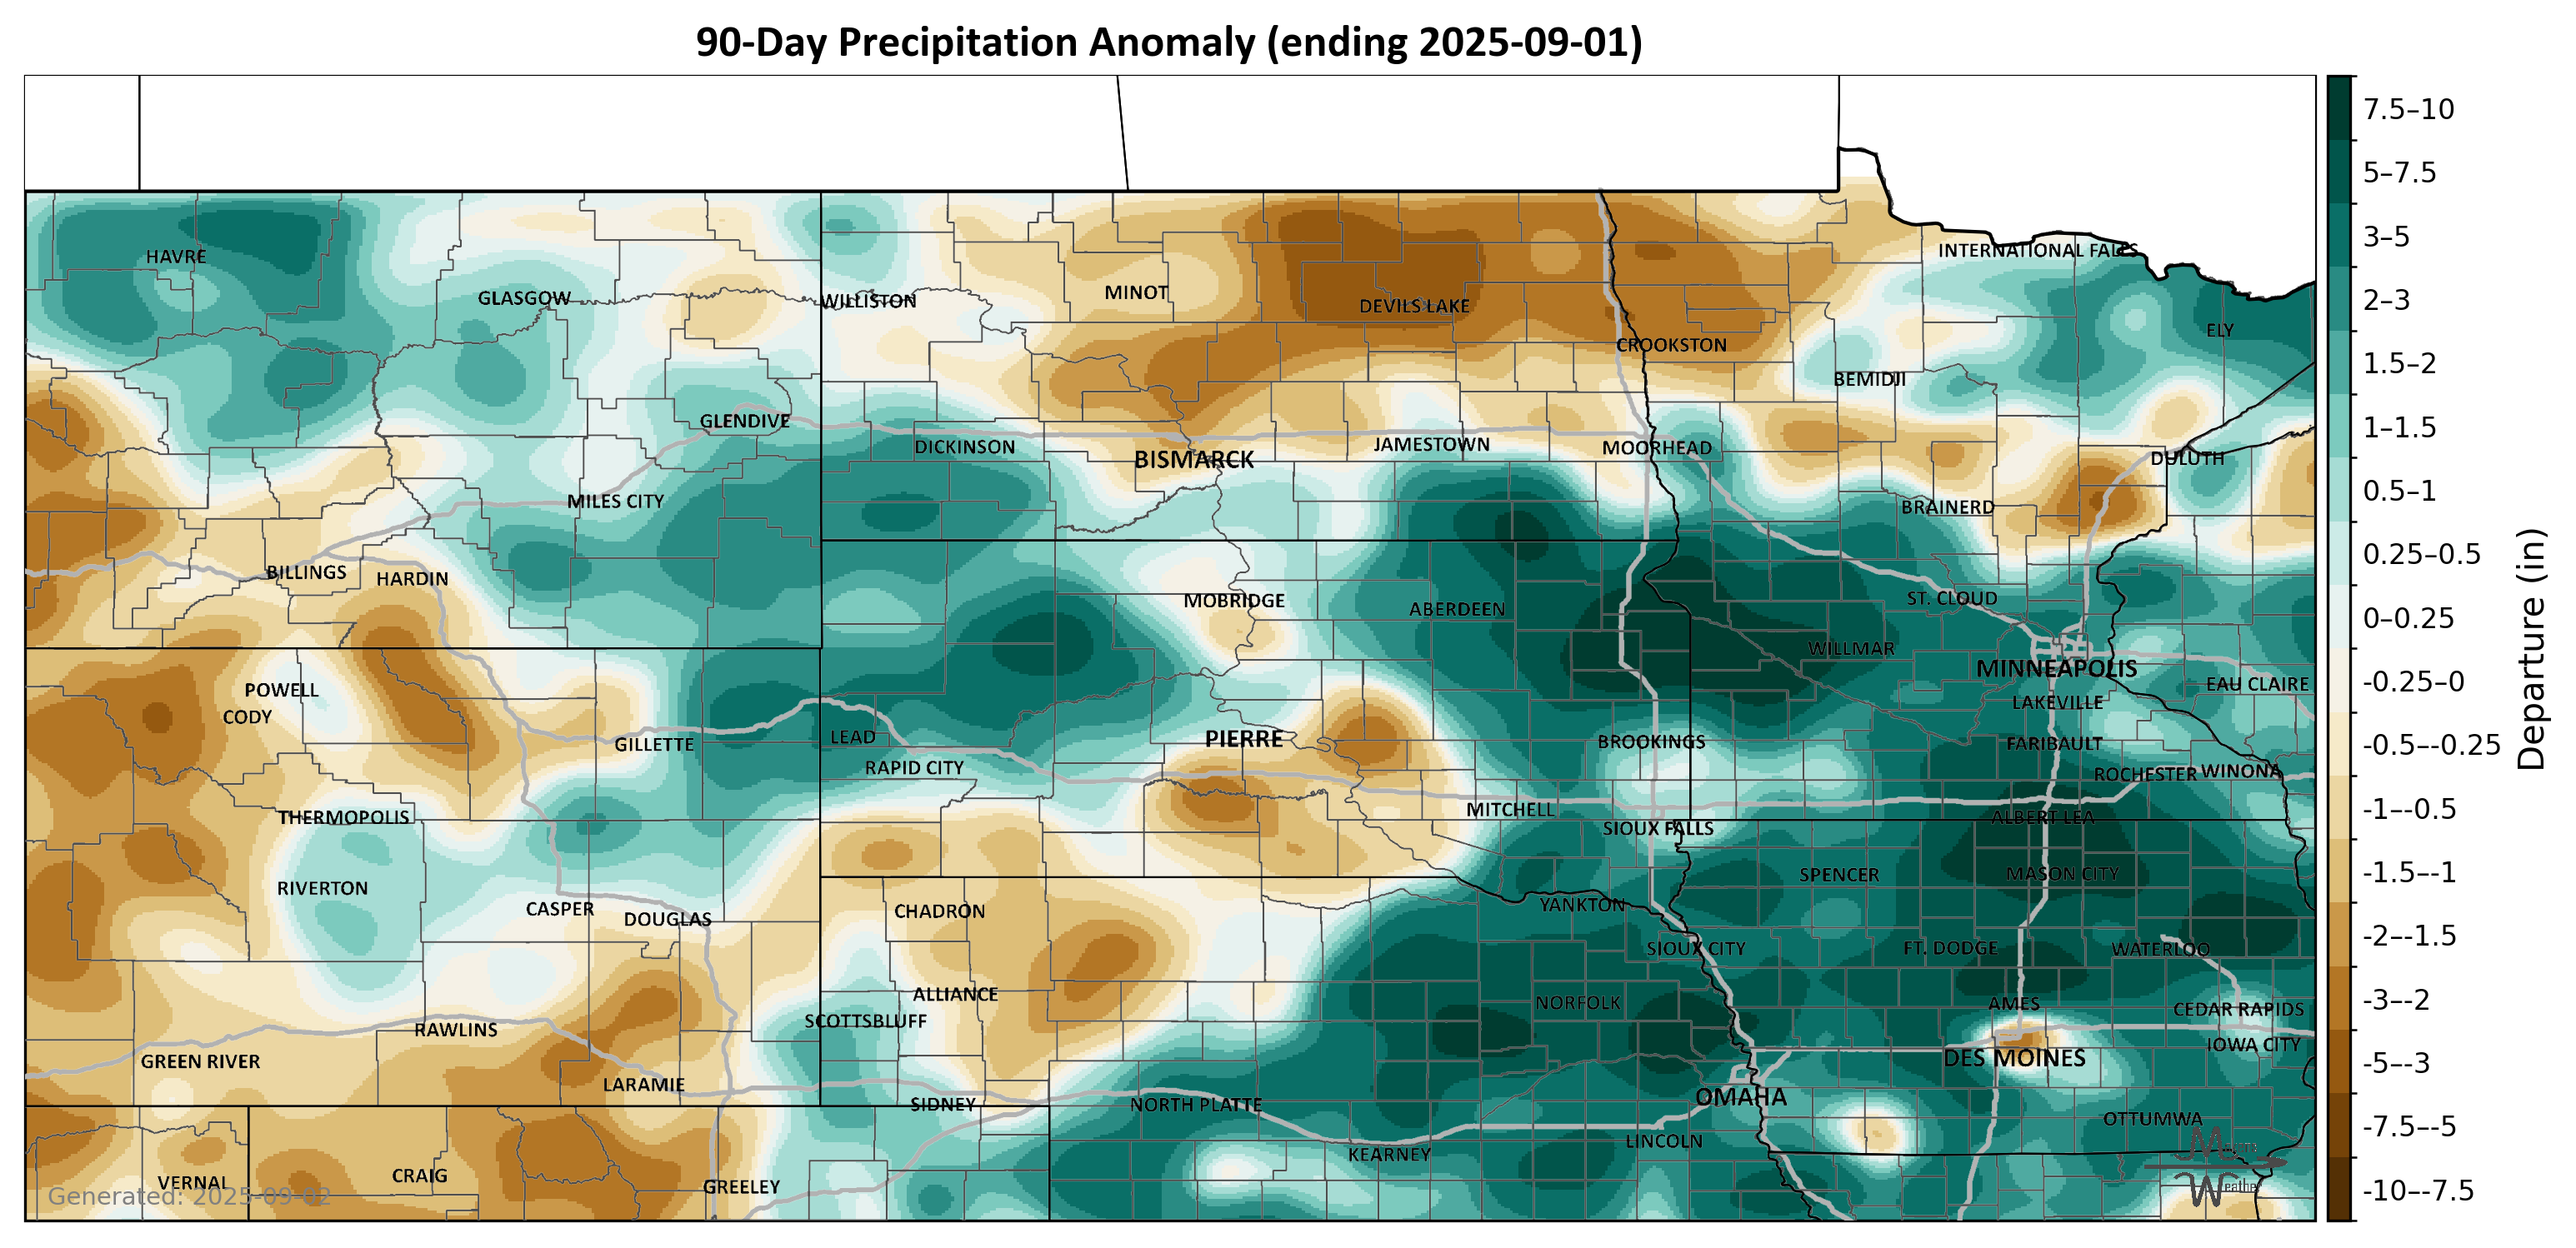 90-Day Precipitation Anomaly (ending 2025-09-01)
7.5–10
5–7.5
3–5
2–3
1.5–2
1–1.5
0.5–1
0.25–0.5
0–0.25
-0.25–0
-0.5–-0.25
-1–-0.5
-1.5–-1
-2–-1.5
-3–-2
-5–-3
-7.5–-5
-10–-7.5
Departure (in)
HAVRE
INTERNATIONAL FALLS
GLASGOW
WILLISTON
MINOT
DEVILS LAKE
ELY
CROOKSTON
BEMIDJI
GLENDIVE
DICKINSON
BISMARCK
JAMESTOWN
MOORHEAD
DULUTH
MILES CITY
BRAINERD
BILLINGS
HARDIN
MOBRIDGE
ABERDEEN
ST. CLOUD
WILLMAR
MINNEAPOLIS
POWELL
EAU CLAIRE
CODY
LAKEVILLE
GILLETTE
LEAD
PIERRE
BROOKINGS
FARIBAULT
RAPID CITY
ROCHESTER
WINONA
THERMOPOLIS
MITCHELL
ALBERT LEA
SIOUX FALLS
RIVERTON
SPENCER
MASON CITY
CASPER
DOUGLAS
CHADRON
YANKTON
SIOUX CITY
FT. DODGE
WATERLOO
ALLIANCE
NORFOLK
AMES
CEDAR RAPIDS
SCOTTSBLUFF
RAWLINS
IOWA CITY
GREEN RIVER
DES MOINES
LARAMIE
OMAHA
SIDNEY
NORTH PLATTE
OTTUMWA
LINCOLN
KEARNEY
VERNAL
CRAIG
GREELEY
Generated: 2025-09-02